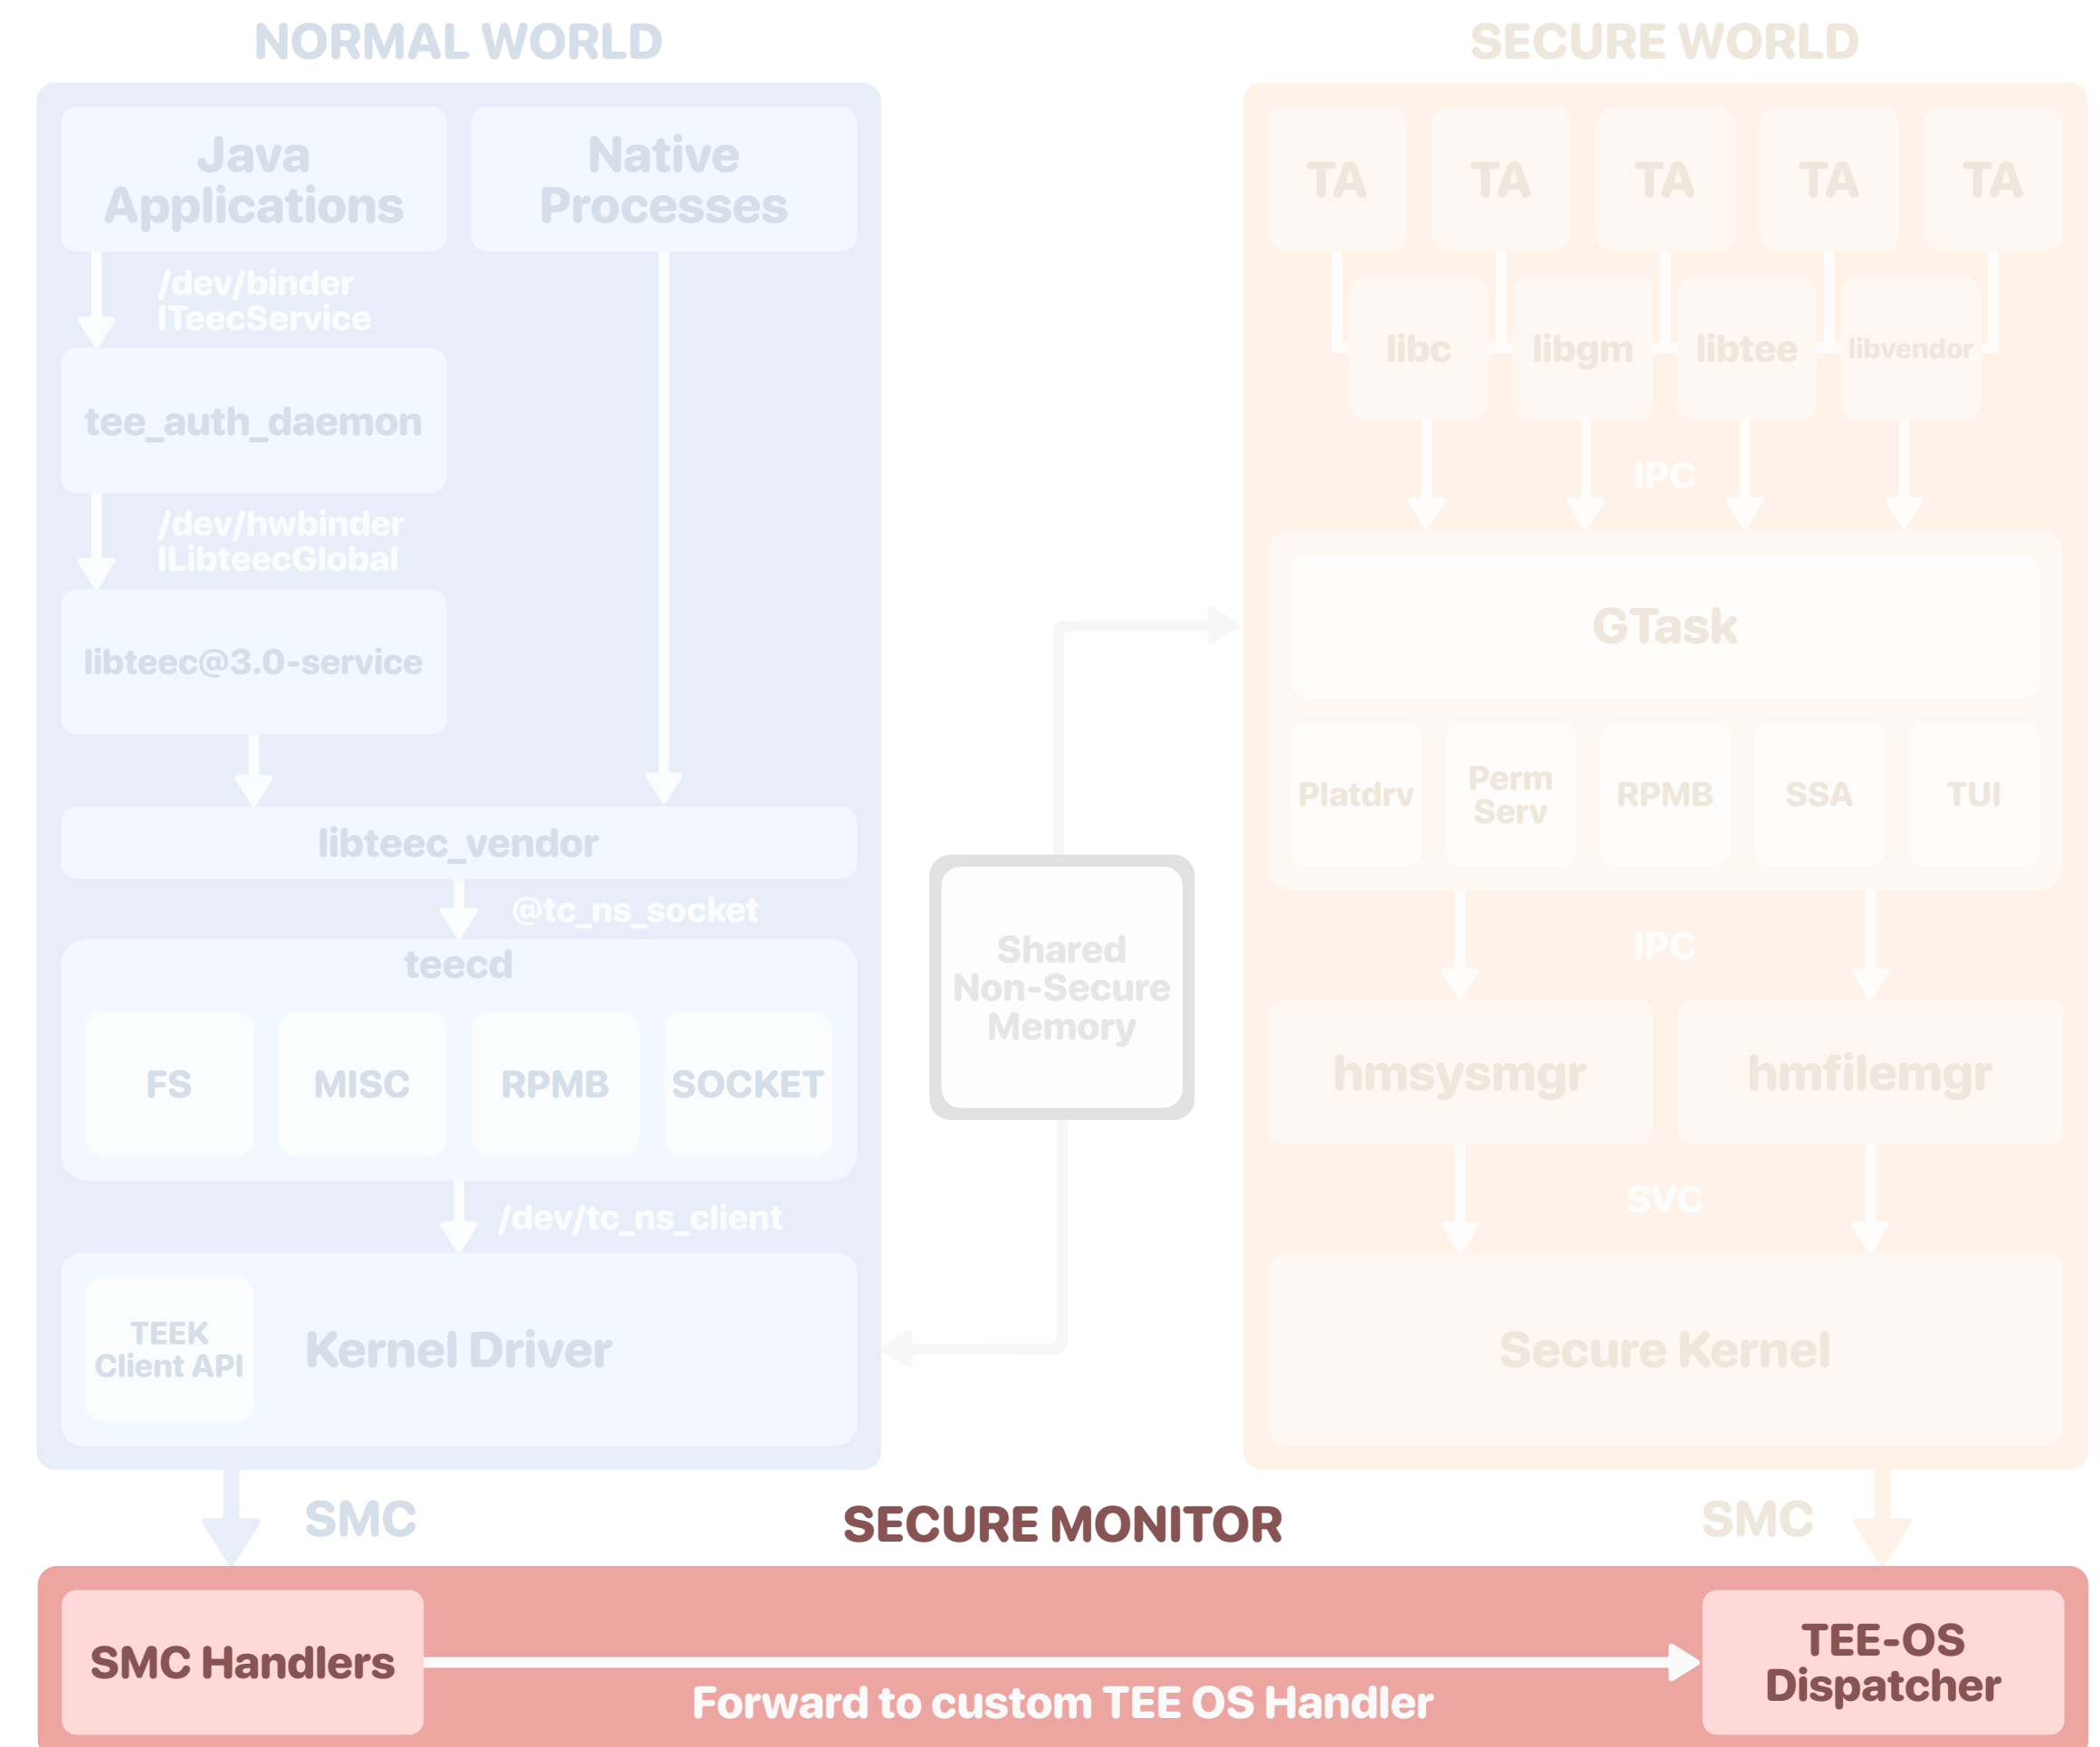 NORMAL WORLD
Java
Applications
Native
Processes
/dev/binder
ITeecService
tee_auth_daemon
/dev/hwbinder
ILibteecGlobal
libteec@3.0-service
libteec_vendor
@tc_ns_socket
teecd
FS
MISC
RPMB
SOCKET
/dev/tc_ns_client
TEEK
Client API
Kernel Driver
SMC
Shared
Non-Secure
Memory
SECURE WORLD
TA
TA
TA
TA
TA
libc
libgm
libtee
libvendor
IPC
GTask
Platdrv
Perm
Serv
RPMB
SSA
TUI
IPC
hmsysmgr
hmfilemgr
SVC
Secure Kernel
SMC
SECURE MONITOR
SMC Handlers
Forward to custom TEE OS Handler
TEE-OS
Dispatcher